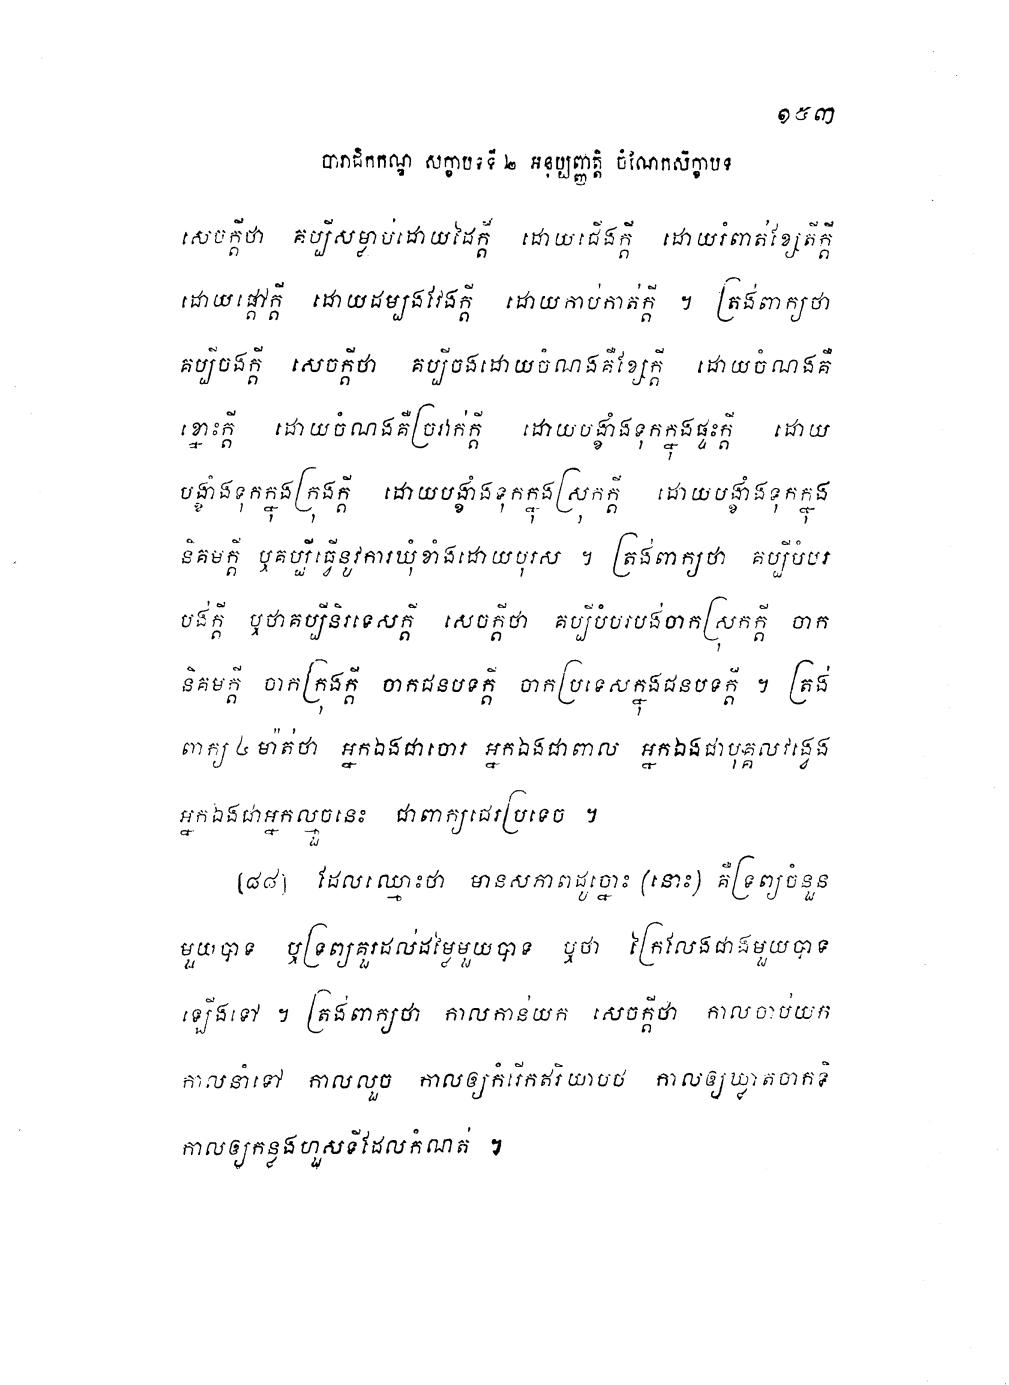 ១៥៣
បារាជិកកណ្ឌ សិក្ខាបទទី ២ អនុប្បញ្ញត្តិ ចំណែកសិក្ខាបទ
សេចក្តីថា គប្បីសម្លាប់ដោយដៃក្តី ដោយជើងក្តី ដោយរំពាត់ខ្សែតីក្តី
ដោយផ្តៅក្តី ដោយដម្បងវែងក្តី ដោយកាប់កាត់ក្តី ។ ត្រង់ពាក្យថា
គប្បីចងក្តី សេចក្តីថា គប្បីចងដោយចំណងគឺខ្សែក្តី ដោយចំណងគឺ
ខ្នោះក្តី ដោយចំណងគឺច្រវាក់ក្តី ដោយបង្ខាំងទុកក្នុងផ្ទះក្តី ដោយ
បង្ខាំងទុកក្នុងក្រុងក្តី ដោយបង្ខាំងទុកក្នុងស្រុកក្តី ដោយបង្ខាំងទុកក្នុង
និគមក្តី ឬគប្បីធ្វើនូវការឃុំខាំងដោយបុរស ។ ត្រង់ពាក្យថា គប្បីបំបរ
បង់ក្តី ឬថាគប្បីនិរទេសក្តី សេចក្តីថា គប្បីបំបរបង់ចាកស្រុកក្តី ចាក
និគមក្តី ចាកក្រុងក្តី ចាកជនបទក្តី ចាកប្រទេសក្នុងជនបទក្តី ។ ត្រង់
ពាក្យ ៤ ម៉ាត់ថា អ្នកឯងជាចោរ អ្នកឯងជាពាល អ្នកឯងជាបុគ្គលវង្វេង
អ្នកឯងជាអ្នកល្មួចនេះ ជាពាក្យជេរប្រទេច ។
(៨៨) ដែលឈ្មោះថា មានសភាពដូច្នោះ (នោះ) គឺទ្រព្យចំនួន
មួយបាទ ឬទ្រព្យគួរដល់ដម្លៃមួយបាទ ឬថា ក្រៃលែងជាងមួយបាទ
ឡើងទៅ ។ ត្រង់ពាក្យថា កាលកាន់យក សេចក្តីថា កាលចាប់យក
កាលនាំទៅ កាលលួច កាលឲ្យកំរើកឥរិយាបថ កាលឲ្យឃ្លាតចាកទី
កាលឲ្យកន្លងហួសទីដែលកំណត់ ។